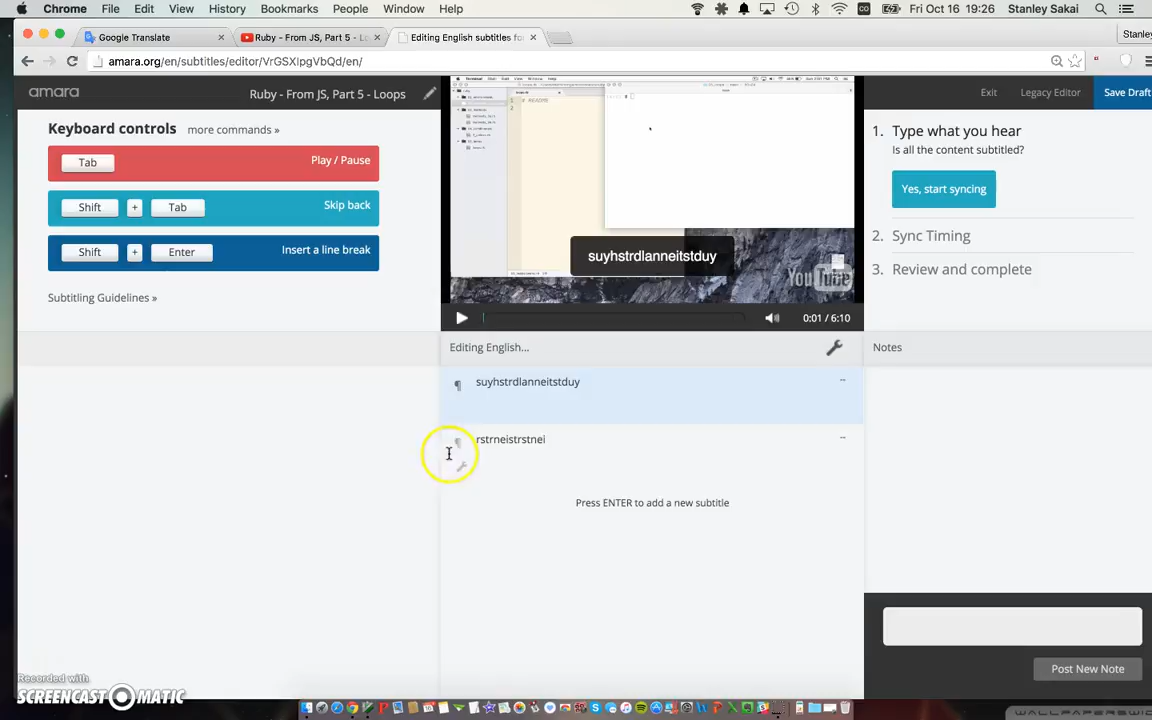 Chrome File Edit View History Bookmarks People Window Help
Fri Oct 16 19:26 Stanley Sakai
Google Translate
Ruby - From JS, Part 5 - L
Editing English subtitles fo
Stanley
amara.org/en/subtitles/editor/VrGSXIpgVbQd/en/
amara
Ruby - From JS, Part 5 - Loops
Exit
Legacy Editor
Save Draft
Keyboard controls
more commands »
Tab
Play / Pause
Shift + Tab
Skip back
Shift + Enter
Insert a line break
Subtitling Guidelines »
# README
suyhstrdlanneitstduy
YouTube
0:01 / 6:10
1. Type what you hear
Is all the content subtitled?
Yes, start syncing
2. Sync Timing
3. Review and complete
Editing English...
Notes
¶ suyhstrdlanneitstduy --
¶ rstrneistrstnei --
Press ENTER to add a new subtitle
Post New Note
Recorded with
SCREENCAST-O-MATIC